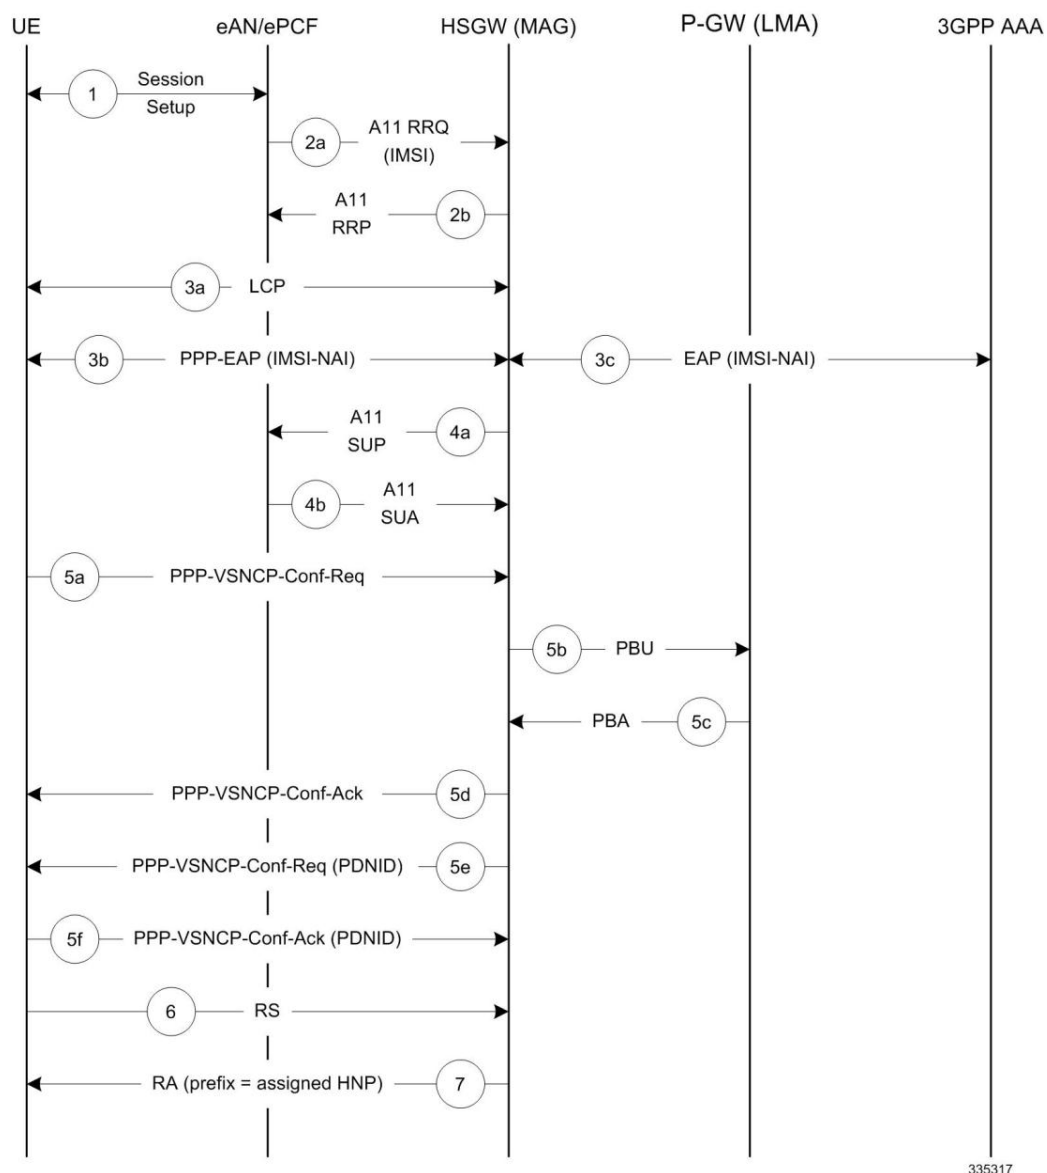 UE
eAN/ePCF
HSGW (MAG)
P-GW (LMA)
3GPP AAA
1
Session
Setup
2a
A11 RRQ
(IMSI)
A11
RRP
2b
3a
LCP
3b
PPP-EAP (IMSI-NAI)
3c
EAP (IMSI-NAI)
A11
SUP
4a
4b
A11
SUA
5a
PPP-VSNCP-Conf-Req
5b
PBU
PBA
5c
PPP-VSNCP-Conf-Ack
5d
PPP-VSNCP-Conf-Req (PDNID)
5e
5f
PPP-VSNCP-Conf-Ack (PDNID)
6
RS
RA (prefix = assigned HNP)
7
335317